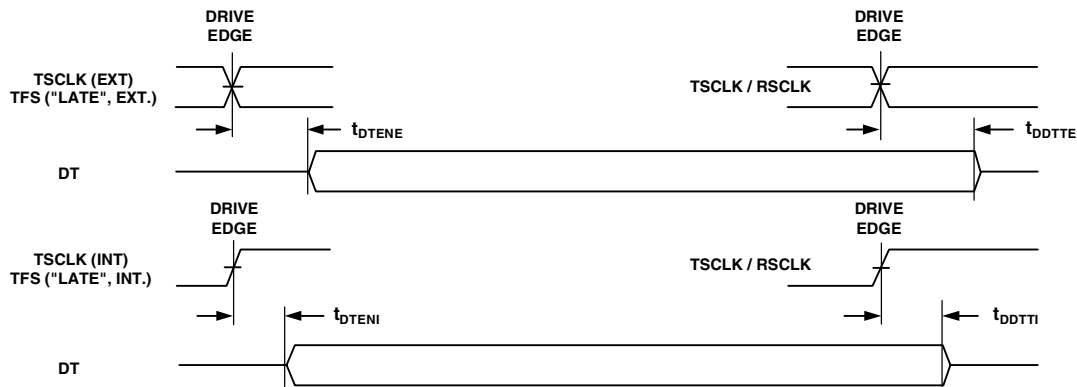 DRIVE
EDGE
DRIVE
EDGE
TSCLK (EXT)
TFS ("LATE", EXT.)
TSCLK / RSCLK
tDTENE
tDDTTE
DT
DRIVE
EDGE
DRIVE
EDGE
TSCLK (INT)
TFS ("LATE", INT.)
TSCLK / RSCLK
tDTENI
tDDTTI
DT